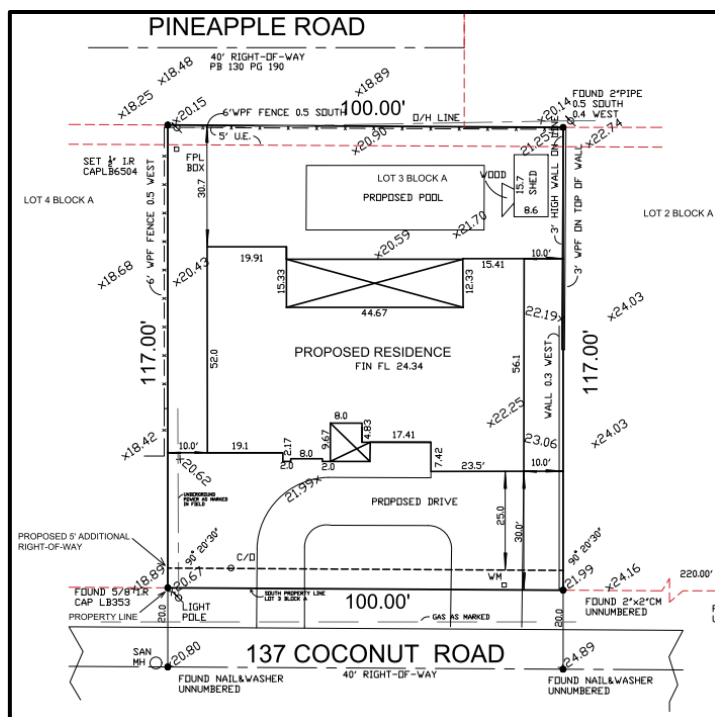 PINEAPPLE ROAD
40' RIGHT-OF-WAY
PB 130 PG 190
x18.25
x18.48
x18.89
x20.15
6'WPF FENCE 0.5 SOUTH
100.00'
O/H LINE
x20.14
FOUND 2"PIPE
0.5 SOUTH
0.4 WEST
5' U.E.
x20.90
21.25x
x22.74
SET ½" I.R
CAPLB6504
FPL
BOX
30.7
LOT 3 BLOCK A
PROPOSED POOL
WOOD
SHED
15.7
8.6
3' HIGH WALL ON LINE
3' WPF ON TOP OF WALL
LOT 4 BLOCK A
LOT 2 BLOCK A
6' WPF FENCE 0.5 WEST
x18.68
x20.43
x20.59
x21.70
19.91
15.33
44.67
12.33
15.41
10.0'
22.19x
x24.03
117.00'
52.0
PROPOSED RESIDENCE
FIN FL 24.34
56.1
WALL 0.3 WEST
117.00'
x22.25
x18.42
10.0'
19.1
2.17
2.0
8.0
9.67
8.0
4.83
2.0
17.41
7.42
23.5'
23.06
10.0'
x24.03
x20.62
21.99x
UNDERGROUND
POWER AS MARKED
IN FIELD
PROPOSED DRIVE
25.0
30.0'
PROPOSED 5' ADDITIONAL
RIGHT-OF-WAY
90° 20'30"
C/O
90° 20'30"
WM
x18.89
x20.67
21.99
x24.16
220.00'
FOUND 5/8" I.R
CAP LB353
PROPERTY LINE
SOUTH PROPERTY LINE
LOT 3 BLOCK A
100.00'
FOUND 2"x2"CM
UNNUMBERED
20.0
LIGHT
POLE
GAS AS MARKED
20.0
SAN
MH
x20.80
137 COCONUT ROAD
40' RIGHT-OF-WAY
24.89
FOUND NAIL&WASHER
UNNUMBERED
FOUND NAIL&WASHER
UNNUMBERED